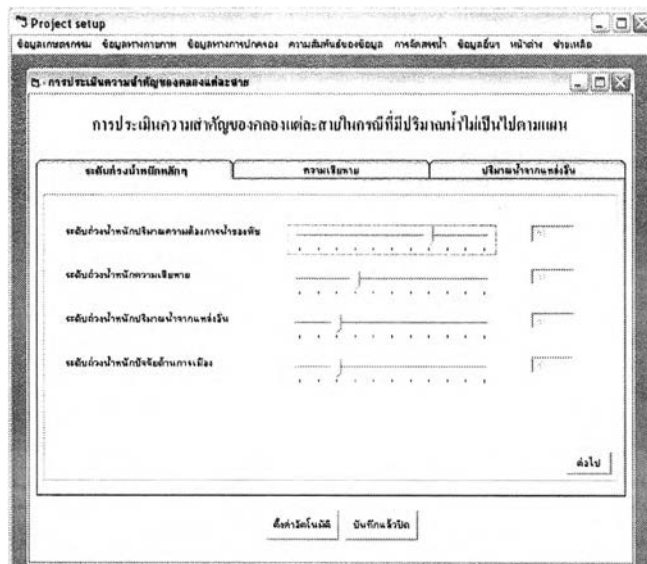 Project setup
ข้อมูลเกษตรกรรม ข้อมูลทางกายภาพ ข้อมูลทางการปกครอง ความสัมพันธ์ของข้อมูล การจัดสรรน้ำ ข้อมูลอื่นๆ หน้าต่าง ช่วยเหลือ
การประเมินความสำคัญของคลองแต่ละสาย
การประเมินความสำคัญของคลองแต่ละสายในกรณีที่มีปริมาณน้ำไม่เป็นไปตามแผน
ระดับถ่วงน้ำหนักหลักๆ ความเสียหาย ปริมาณน้ำจากแหล่งอื่น
ระดับถ่วงน้ำหนักปริมาณความต้องการน้ำของพืช
ระดับถ่วงน้ำหนักความเสียหาย
ระดับถ่วงน้ำหนักปริมาณน้ำจากแหล่งอื่น
ระดับถ่วงน้ำหนักปัจจัยด้านการเมือง
ต่อไป
ตั้งค่าอัตโนมัติ บันทึกแล้วปิด